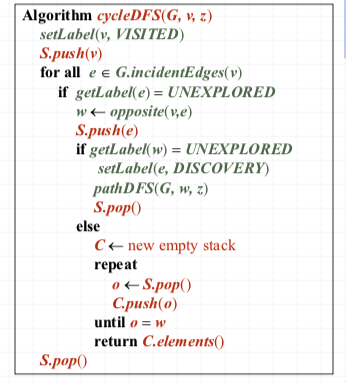 Algorithm cycleDFS(G, v, z)
setLabel(v, VISITED)
S.push(v)
for all e ∈ G.incidentEdges(v)
if getLabel(e) = UNEXPLORED
w ← opposite(v,e)
S.push(e)
if getLabel(w) = UNEXPLORED
setLabel(e, DISCOVERY)
pathDFS(G, w, z)
S.pop()
else
C ← new empty stack
repeat
o ← S.pop()
C.push(o)
until o = w
return C.elements()
S.pop()